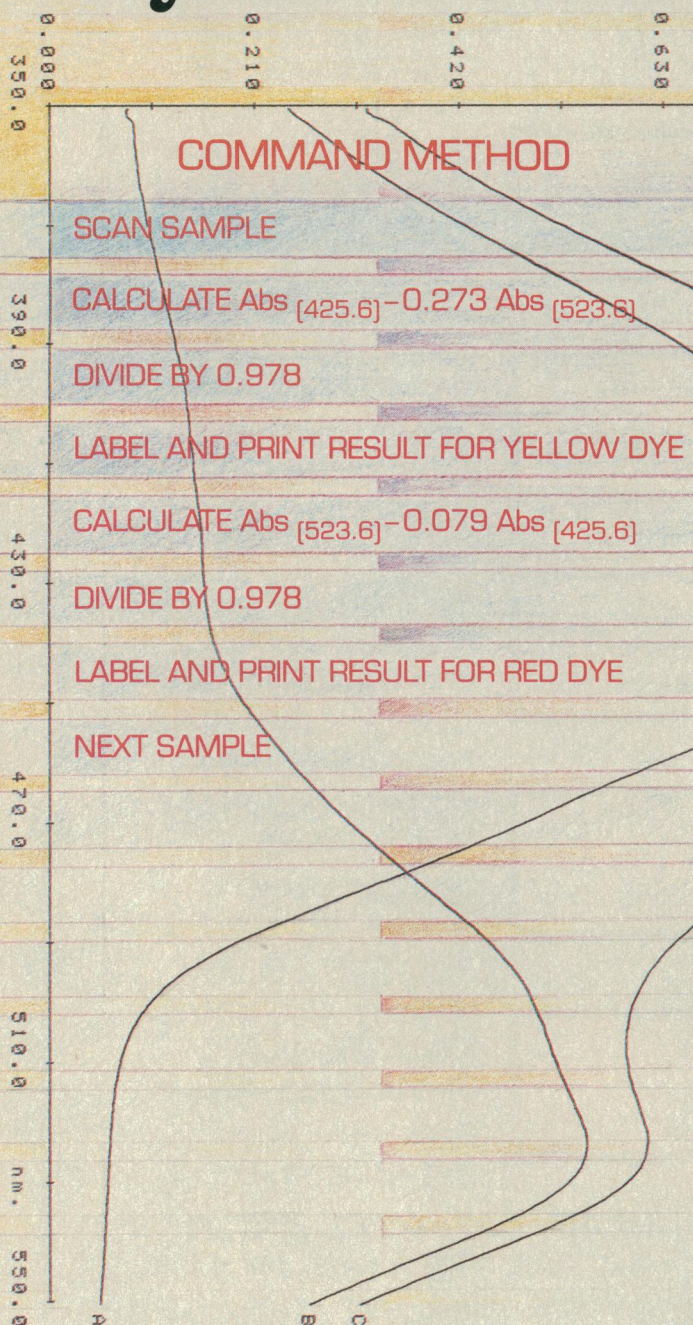 0.000
0.210
0.420
0.630
350.0
COMMAND METHOD
SCAN SAMPLE
CALCULATE Abs [425.6]-0.273 Abs [523.6]
390.0
DIVIDE BY 0.978
LABEL AND PRINT RESULT FOR YELLOW DYE
CALCULATE Abs [523.6]-0.079 Abs [425.6]
430.0
DIVIDE BY 0.978
LABEL AND PRINT RESULT FOR RED DYE
NEXT SAMPLE
470.0
510.0
nm.
550.0
A
B
C